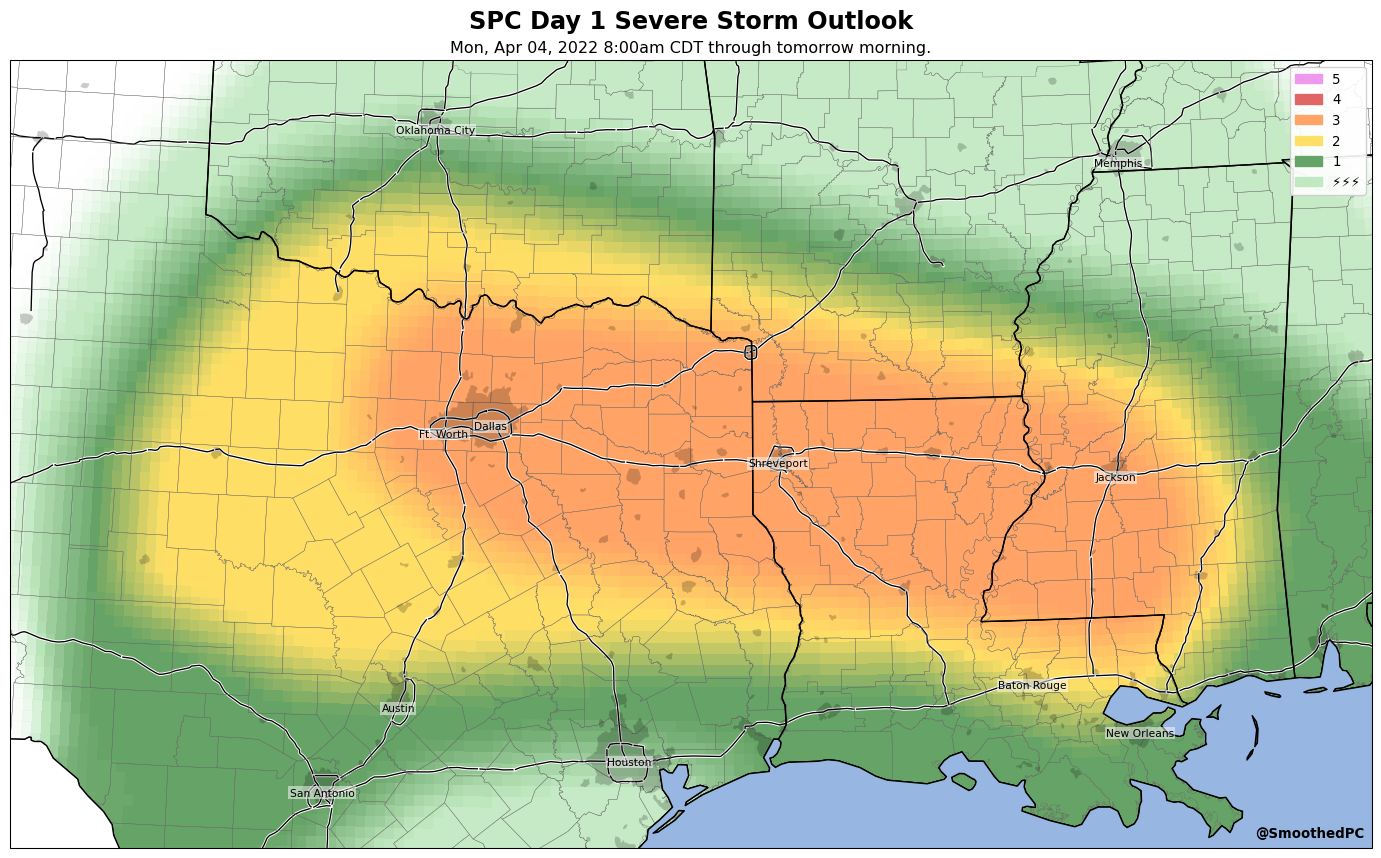 SPC Day 1 Severe Storm Outlook
Mon, Apr 04, 2022 8:00am CDT through tomorrow morning.
5
4
3
2
1
⚡⚡⚡
Oklahoma City
Memphis
Dallas
Ft. Worth
Shreveport
Jackson
Baton Rouge
Austin
New Orleans
Houston
San Antonio
@SmoothedPC